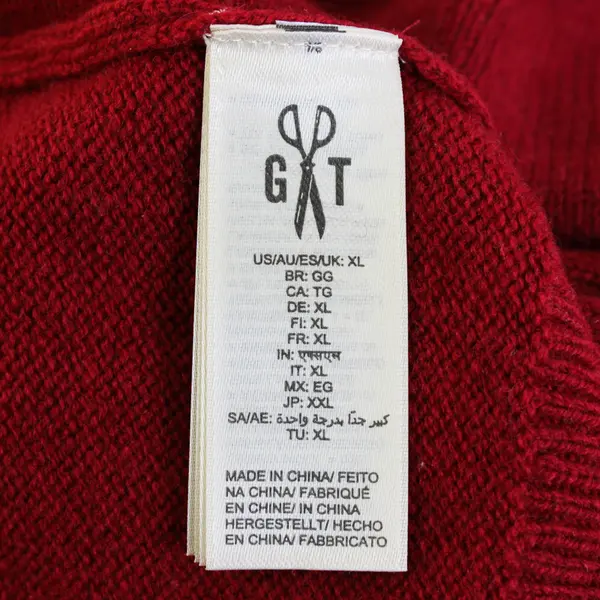 G T
US/AU/ES/UK: XL
BR: GG
CA: TG
DE: XL
FI: XL
FR: XL
IN: एक्सएल
IT: XL
MX: EG
JP: XXL
SA/AE: كبير جدًا بدرجة واحدة
TU: XL
MADE IN CHINA/ FEITO
NA CHINA/ FABRIQUÉ
EN CHINE/ IN CHINA
HERGESTELLT/ HECHO
EN CHINA/ FABBRICATO